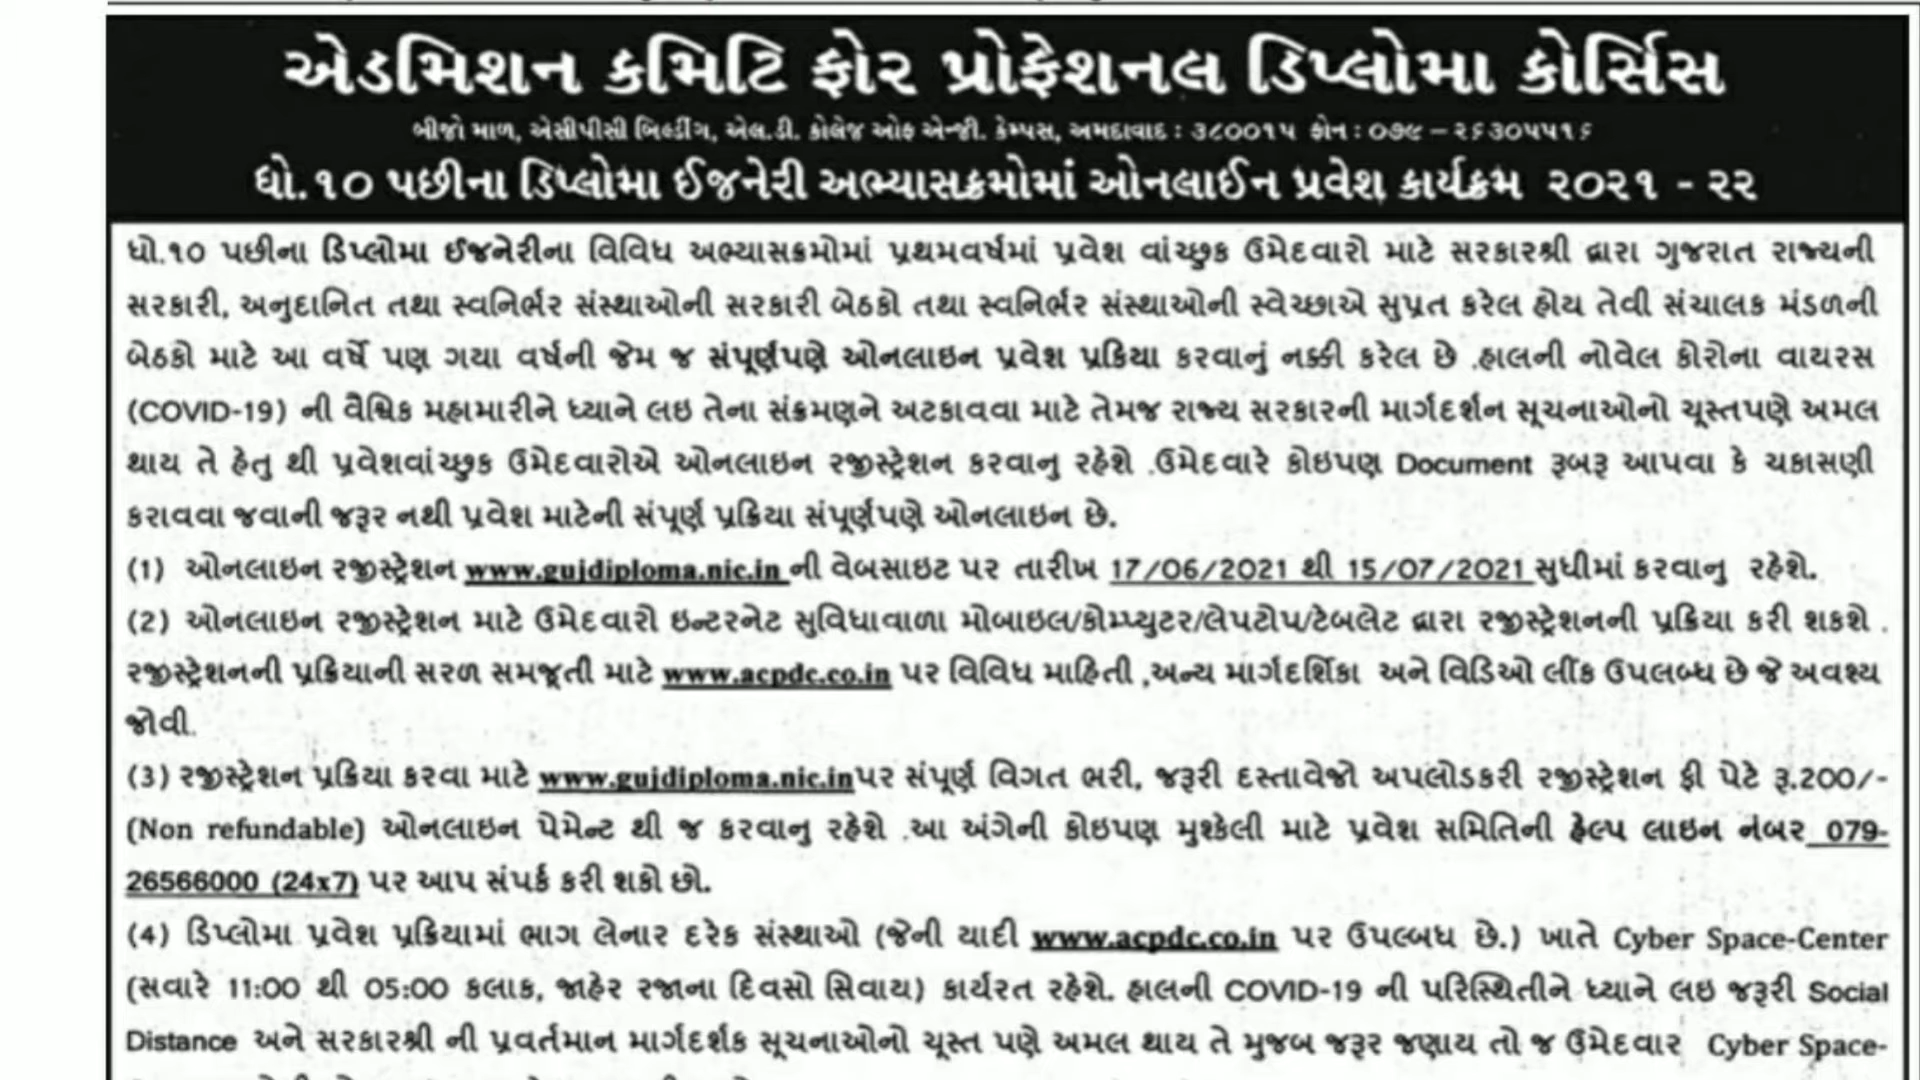 એડમિશન કમિટિ ફોર પ્રોફેશનલ ડિપ્લોમા કોર્સિસ
બીજો માળ, એસીપીસી બિલ્ડીંગ, એલ.ડી. કોલેજ ઓફ એન્જી. કેમ્પસ, અમદાવાદ : ૩૮૦૦૧૫ ફોન : ૦૭૯ – ૨૬૩૦૫૫૧૬
ધો.૧૦ પછીના ડિપ્લોમા ઈજનેરી અભ્યાસક્રમોમાં ઓનલાઈન પ્રવેશ કાર્યક્રમ ૨૦૨૧ - ૨૨
ધો.૧૦ પછીના ડિપ્લોમા ઈજનેરીના વિવિધ અભ્યાસક્રમોમાં પ્રથમવર્ષમાં પ્રવેશ વાંચ્છુક ઉમેદવારો માટે સરકારશ્રી દ્વારા ગુજરાત રાજ્યની
સરકારી, અનુદાનિત તથા સ્વનિર્ભર સંસ્થાઓની સરકારી બેઠકો તથા સ્વનિર્ભર સંસ્થાઓની સ્વેચ્છાએ સુપ્રત કરેલ હોય તેવી સંચાલક મંડળની
બેઠકો માટે આ વર્ષે પણ ગયા વર્ષની જેમ જ સંપૂર્ણપણે ઓનલાઇન પ્રવેશ પ્રક્રિયા કરવાનું નક્કી કરેલ છે .હાલની નોવેલ કોરોના વાયરસ
(COVID-19) ની વૈશ્વિક મહામારીને ધ્યાને લઇ તેના સંક્રમણને અટકાવવા માટે તેમજ રાજ્ય સરકારની માર્ગદર્શન સૂચનાઓનો ચૂસ્તપણે અમલ
થાય તે હેતુ થી પ્રવેશવાંચ્છુક ઉમેદવારોએ ઓનલાઇન રજીસ્ટ્રેશન કરવાનુ રહેશે .ઉમેદવારે કોઇપણ Document રૂબરૂ આપવા કે ચકાસણી
કરાવવા જવાની જરૂર નથી પ્રવેશ માટેની સંપૂર્ણ પ્રક્રિયા સંપૂર્ણપણે ઓનલાઇન છે.
(1) ઓનલાઇન રજીસ્ટ્રેશન www.gujdiploma.nic.in ની વેબસાઇટ પર તારીખ 17/06/2021 થી 15/07/2021 સુધીમાં કરવાનુ રહેશે.
(2) ઓનલાઇન રજીસ્ટ્રેશન માટે ઉમેદવારો ઇન્ટરનેટ સુવિધાવાળા મોબાઇલ/કોમ્પ્યુટર/લેપટોપ/ટેબલેટ દ્વારા રજીસ્ટ્રેશનની પ્રક્રિયા કરી શકશે .
રજીસ્ટ્રેશનની પ્રક્રિયાની સરળ સમજૂતી માટે www.acpdc.co.in પર વિવિધ માહિતી ,અન્ય માર્ગદર્શિકા અને વિડિઓ લીંક ઉપલબ્ધ છે જે અવશ્ય
જોવી.
(3) રજીસ્ટ્રેશન પ્રક્રિયા કરવા માટે www.gujdiploma.nic.inપર સંપૂર્ણ વિગત ભરી, જરૂરી દસ્તાવેજો અપલોડકરી રજીસ્ટ્રેશન ફી પેટે રૂ.200/-
(Non refundable) ઓનલાઇન પેમેન્ટ થી જ કરવાનુ રહેશે .આ અંગેની કોઇપણ મુશ્કેલી માટે પ્રવેશ સમિતિની હેલ્પ લાઇન નંબર 079-
26566000 (24x7) પર આપ સંપર્ક કરી શકો છો.
(4) ડિપ્લોમા પ્રવેશ પ્રક્રિયામાં ભાગ લેનાર દરેક સંસ્થાઓ (જેની યાદી www.acpdc.co.in પર ઉપલ્બધ છે.) ખાતે Cyber Space-Center
(સવારે 11:00 થી 05:00 કલાક, જાહેર રજાના દિવસો સિવાય) કાર્યરત રહેશે. હાલની COVID-19 ની પરિસ્થિતીને ધ્યાને લઇ જરૂરી Social
Distance અને સરકારશ્રી ની પ્રવર્તમાન માર્ગદર્શક સૂચનાઓનો ચૂસ્ત પણે અમલ થાય તે મુજબ જરૂર જણાય તો જ ઉમેદવાર Cyber Space-